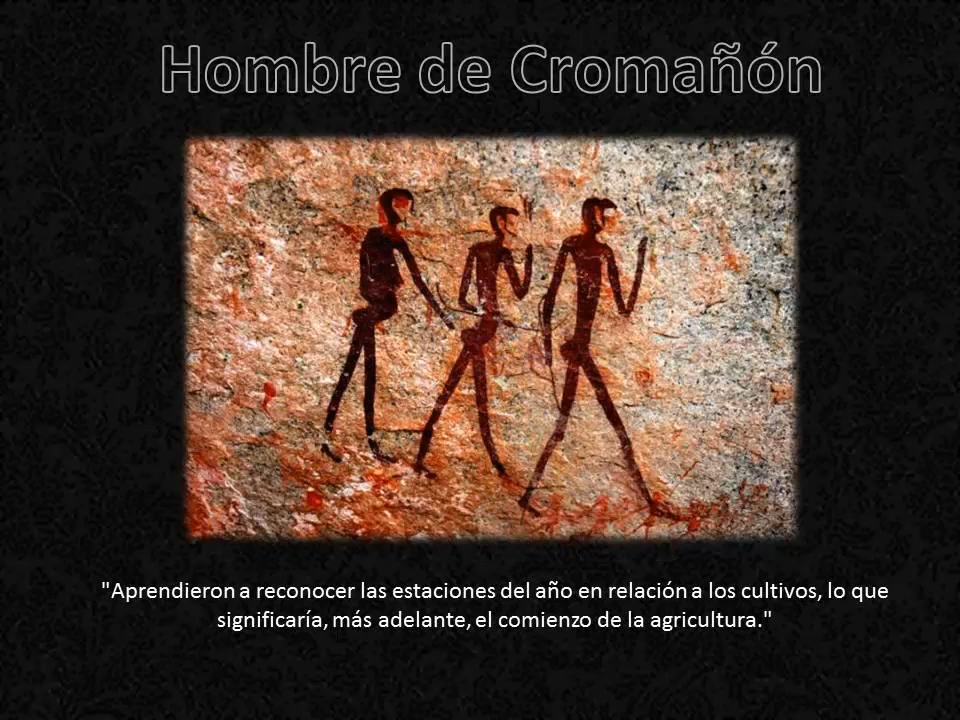 Hombre de Cromañón
"Aprendieron a reconocer las estaciones del año en relación a los cultivos, lo que
significaría, más adelante, el comienzo de la agricultura."